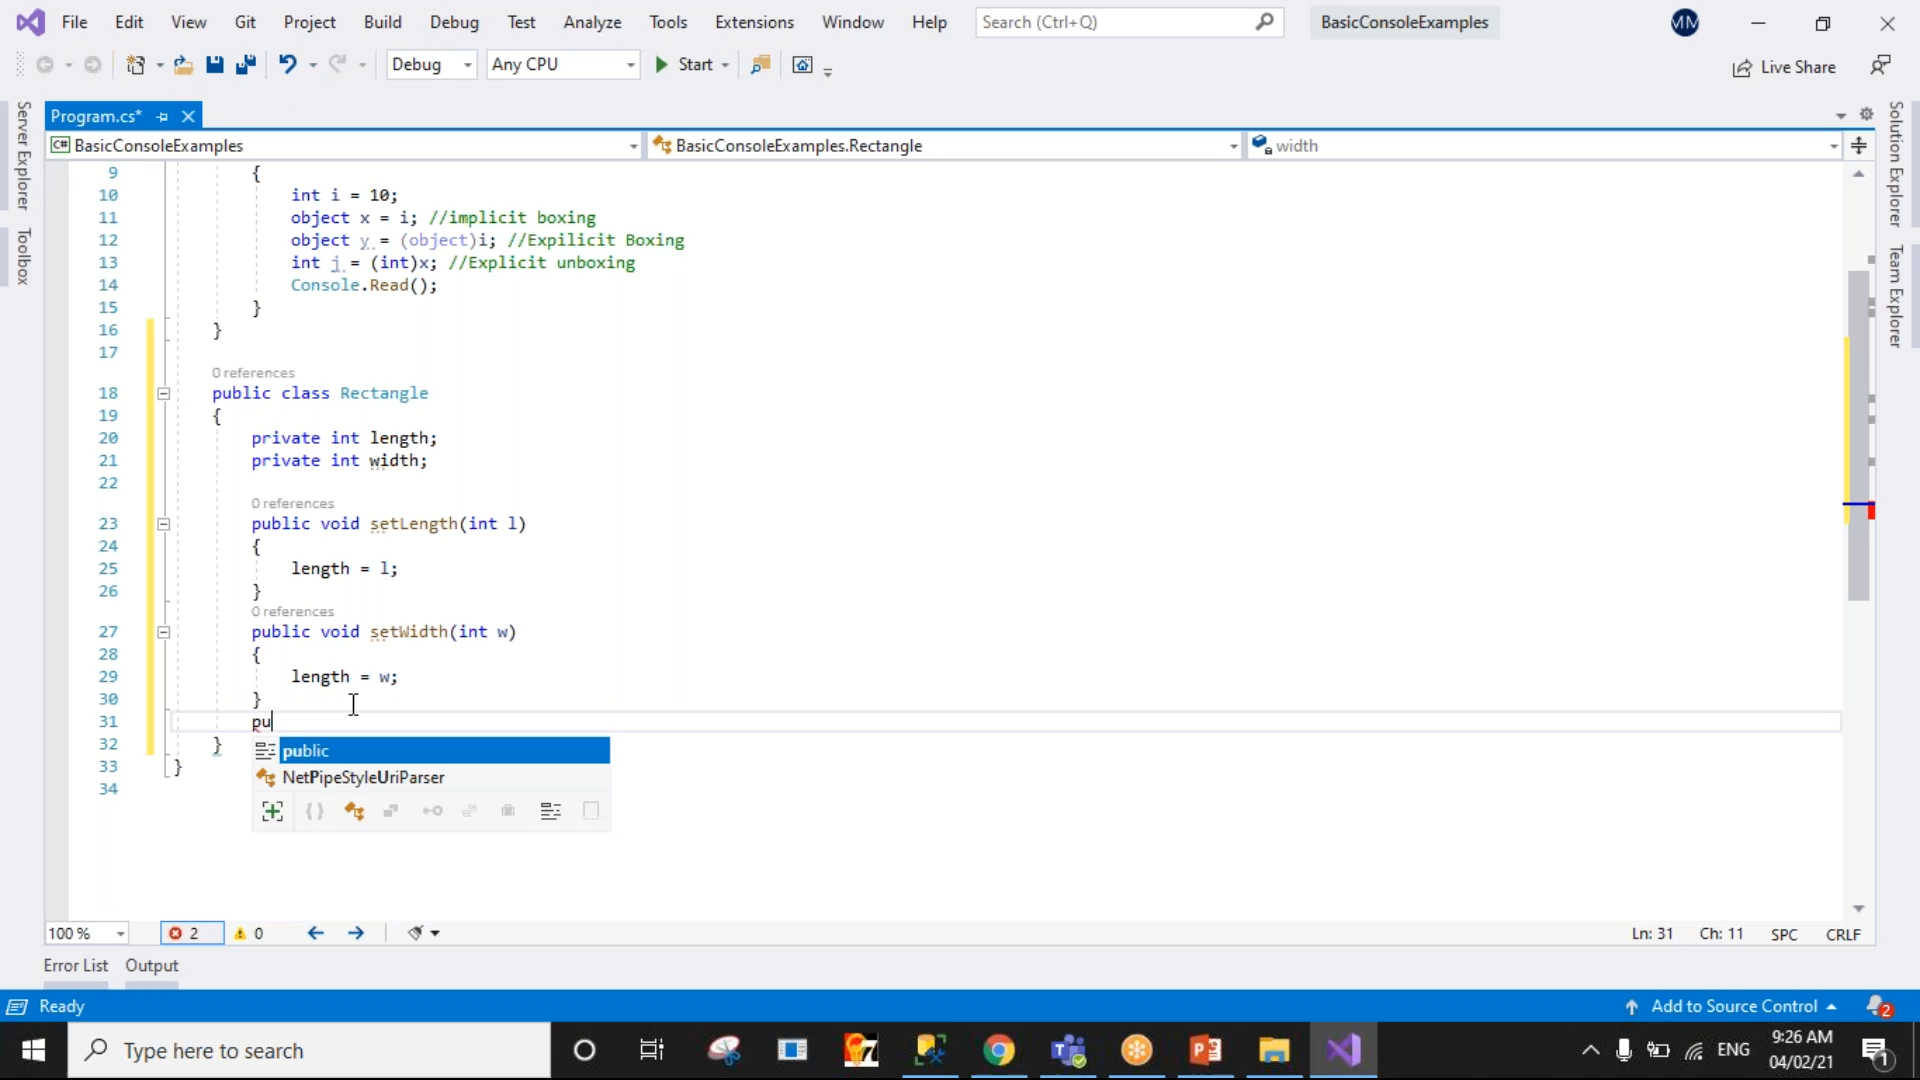 File Edit View Git Project Build Debug Test Analyze Tools Extensions Window Help Search (Ctrl+Q) BasicConsoleExamples MM
Debug Any CPU Start Live Share
Server Explorer
Toolbox
Solution Explorer
Team Explorer
Program.cs*
C# BasicConsoleExamples BasicConsoleExamples.Rectangle width
9 {
10 int i = 10;
11 object x = i; //implicit boxing
12 object y = (object)i; //Expilicit Boxing
13 int j = (int)x; //Explicit unboxing
14 Console.Read();
15 }
16 }
17
0 references
18 public class Rectangle
19 {
20 private int length;
21 private int width;
22
0 references
23 public void setLength(int l)
24 {
25 length = l;
26 }
0 references
27 public void setWidth(int w)
28 {
29 length = w;
30 }
31 pu
32 }
33 }
34
public
NetPipeStyleUriParser
100 % 2 0 Ln: 31 Ch: 11 SPC CRLF
Error List Output
Ready Add to Source Control 2
Type here to search ENG 9:26 AM
04/02/21 1